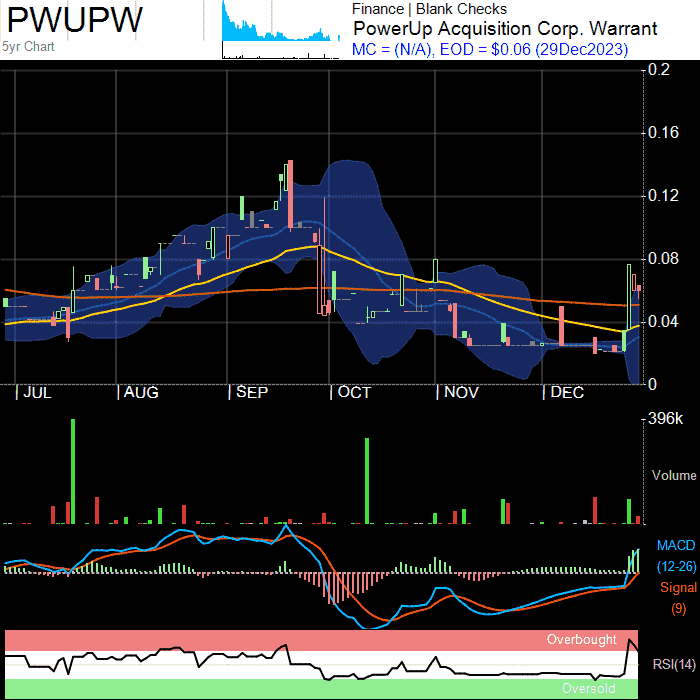 PWUPW
5yr Chart
Finance | Blank Checks
PowerUp Acquisition Corp. Warrant
MC = (N/A), EOD = $0.06 (29Dec2023)
0.2
0.16
0.12
0.08
0.04
0
JUL
AUG
SEP
OCT
NOV
DEC
396k
Volume
MACD
(12-26)
Signal
(9)
Overbought
RSI(14)
Oversold